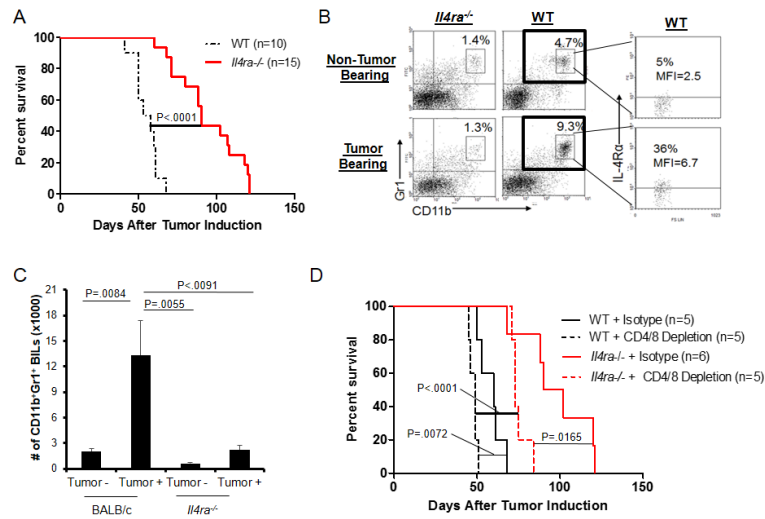 A
100
80
60
40
20
0
Percent survival
WT (n=10)
Il4ra-/- (n=15)
P<.0001
0 50 100 150
Days After Tumor Induction
B
Il4ra-/- WT WT
Non-Tumor
Bearing
1.4% 4.7%
5%
MFI=2.5
Tumor
Bearing
1.3% 9.3%
36%
MFI=6.7
IL-4Rα
Gr1
CD11b
FS LIN
1023
C
# of CD11b+Gr1+ BILs (x1000)
21
18
15
12
9
6
3
0
P<.0091
P=.0084 P=.0055
Tumor - Tumor + Tumor - Tumor +
BALB/c Il4ra-/-
D
Percent survival
100
80
60
40
20
0
WT + Isotype (n=5)
WT + CD4/8 Depletion (n=5)
Il4ra-/- + Isotype (n=6)
Il4ra-/- + CD4/8 Depletion (n=5)
P<.0001
P=.0072
P=.0165
0 50 100 150
Days After Tumor Induction